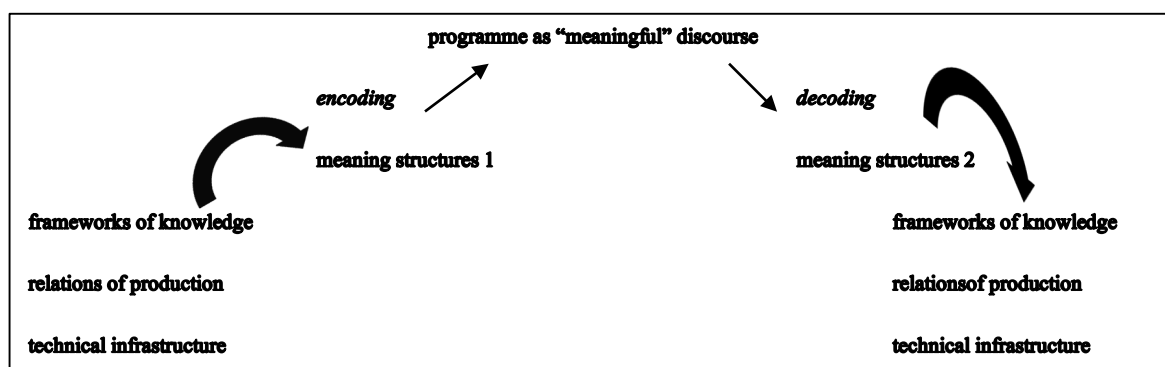 programme as “meaningful” discourse
encoding
decoding
meaning structures 1
meaning structures 2
frameworks of knowledge
frameworks of knowledge
relations of production
relationsof production
technical infrastructure
technical infrastructure